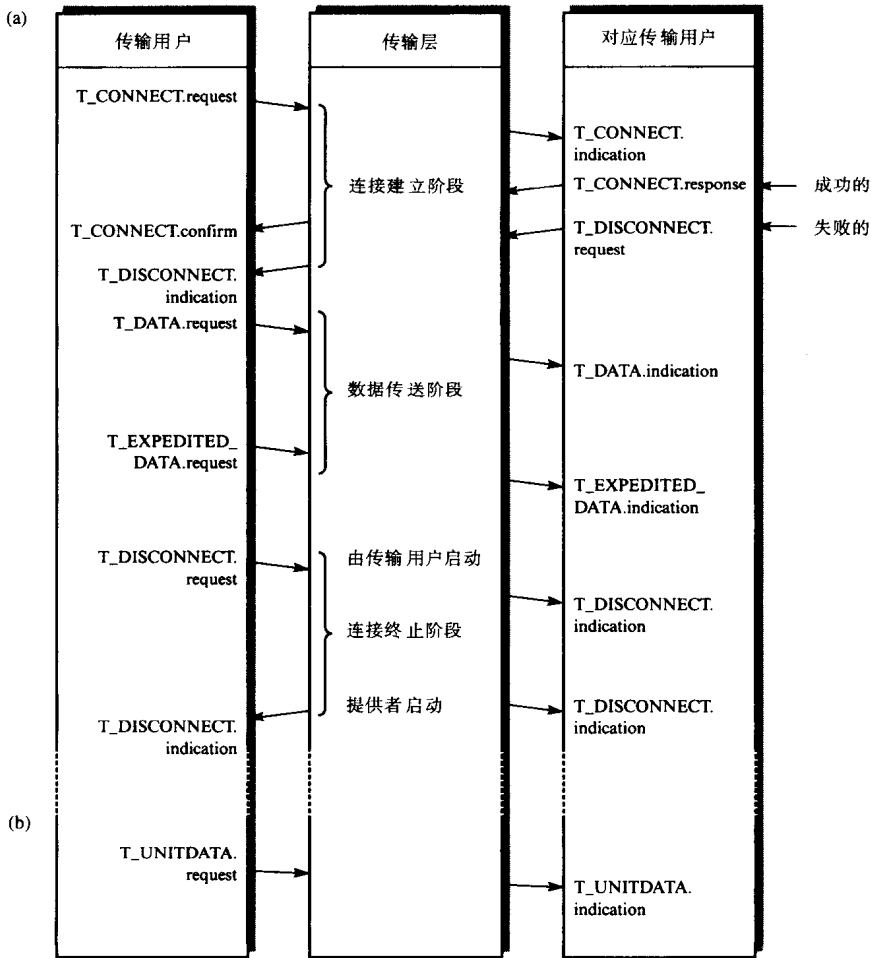 (a)
传输用户
传输层
对应传输用户
T_CONNECT.request
T_CONNECT.
indication
连接建立阶段
T_CONNECT.response
成功的
T_CONNECT.confirm
T_DISCONNECT.
request
失败的
T_DISCONNECT.
indication
T_DATA.request
T_DATA.indication
数据传送阶段
T_EXPEDITED_
DATA.request
T_EXPEDITED_
DATA.indication
T_DISCONNECT.
request
由传输用户启动
T_DISCONNECT.
indication
连接终止阶段
提供者启动
T_DISCONNECT.
indication
T_DISCONNECT.
indication
(b)
T_UNITDATA.
request
T_UNITDATA.
indication